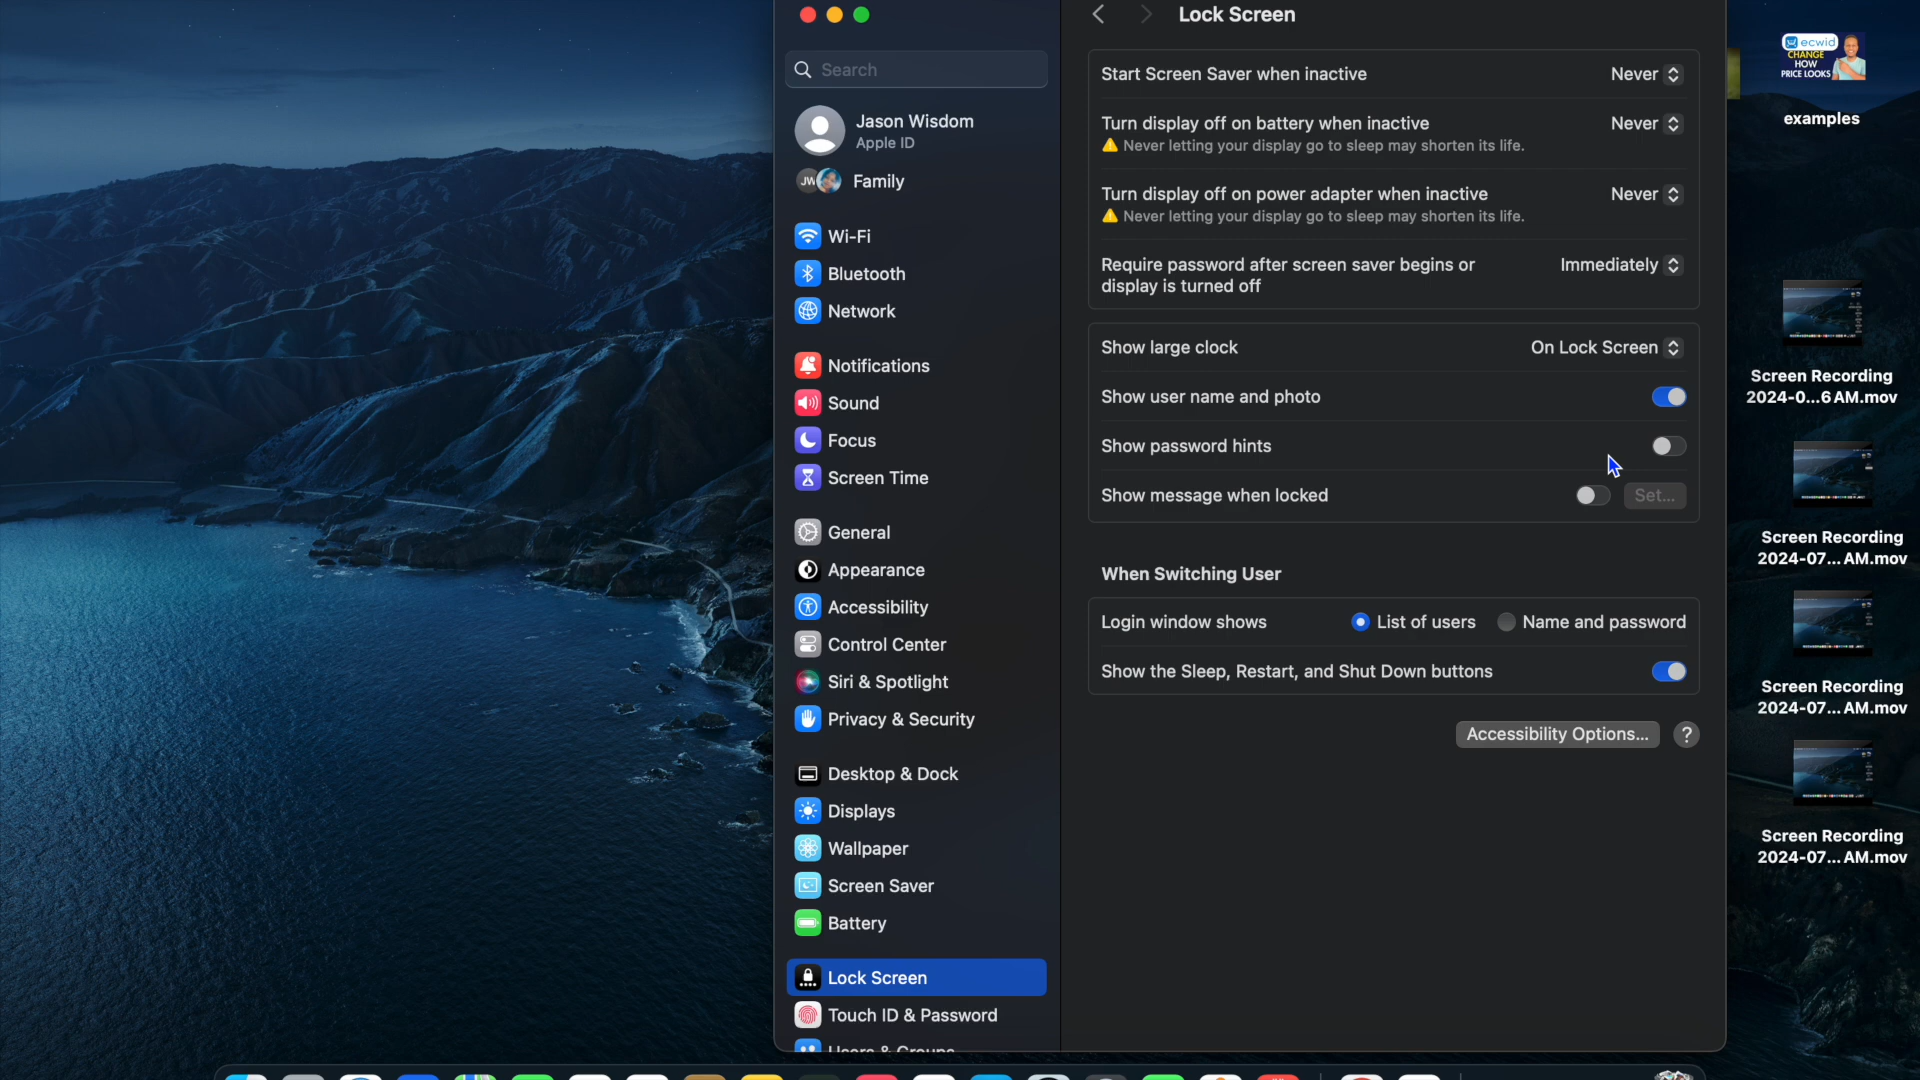 Lock Screen
Search
Jason Wisdom
Apple ID
JW
Family
Wi-Fi
Bluetooth
Network
Notifications
Sound
Focus
Screen Time
General
Appearance
Accessibility
Control Center
Siri & Spotlight
Privacy & Security
Desktop & Dock
Displays
Wallpaper
Screen Saver
Battery
Lock Screen
Touch ID & Password
Users & Groups
Start Screen Saver when inactive Never
Turn display off on battery when inactive Never
Never letting your display go to sleep may shorten its life.
Turn display off on power adapter when inactive Never
Never letting your display go to sleep may shorten its life.
Require password after screen saver begins or Immediately
display is turned off
Show large clock On Lock Screen
Show user name and photo
Show password hints
Show message when locked Set...
When Switching User
Login window shows List of users Name and password
Show the Sleep, Restart, and Shut Down buttons
Accessibility Options... ?
ecwid
CHANGE
HOW
PRICE LOOKS
examples
Screen Recording
2024-0...6 AM.mov
Screen Recording
2024-07...AM.mov
Screen Recording
2024-07...AM.mov
Screen Recording
2024-07...AM.mov